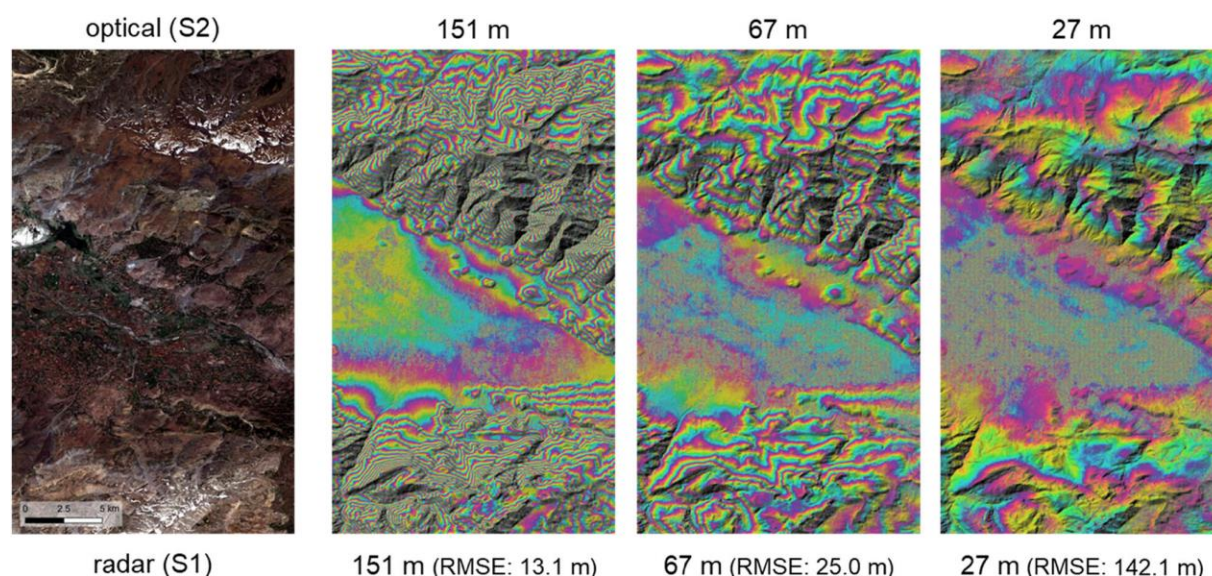 optical (S2)
151 m
67 m
27 m
0 2.5 5 km
radar (S1)
151 m (RMSE: 13.1 m)
67 m (RMSE: 25.0 m)
27 m (RMSE: 142.1 m)